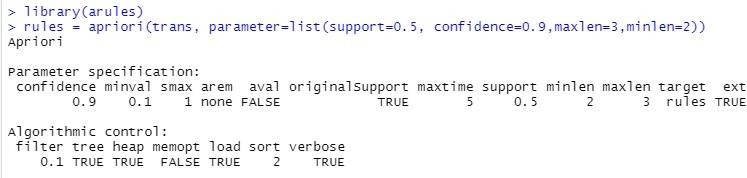 > library(arules)
> rules = apriori(trans, parameter=list(support=0.5, confidence=0.9,maxlen=3,minlen=2))
Apriori

Parameter specification:
 confidence minval smax arem  aval originalSupport maxtime support minlen maxlen target  ext
        0.9    0.1    1 none FALSE            TRUE       5     0.5      2      3  rules TRUE

Algorithmic control:
 filter tree heap memopt load sort verbose
    0.1 TRUE TRUE  FALSE TRUE    2    TRUE